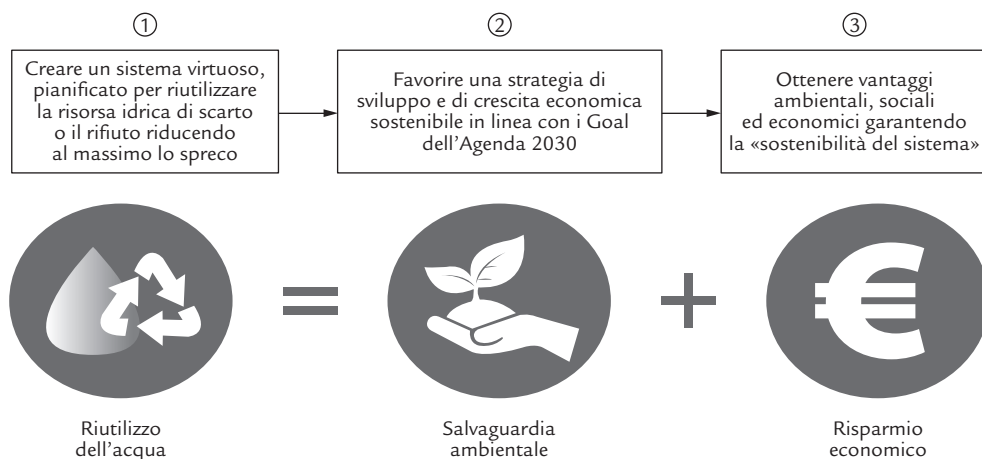 ①
Creare un sistema virtuoso,
pianificato per riutilizzare
la risorsa idrica di scarto
o il rifiuto riducendo
al massimo lo spreco
②
Favorire una strategia di
sviluppo e di crescita economica
sostenibile in linea con i Goal
dell'Agenda 2030
③
Ottenere vantaggi
ambientali, sociali
ed economici garantendo
la «sostenibilità del sistema»
=
+
€
Riutilizzo
dell'acqua
Salvaguardia
ambientale
Risparmio
economico